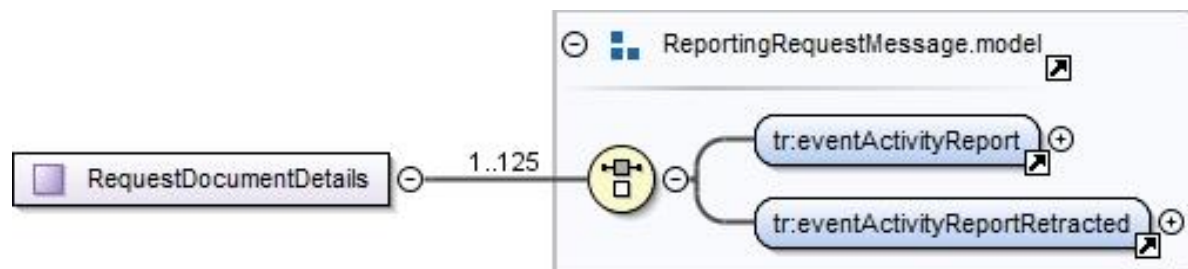 ReportingRequestMessage.model
tr:eventActivityReport
RequestDocumentDetails
1..125
tr:eventActivityReportRetracted